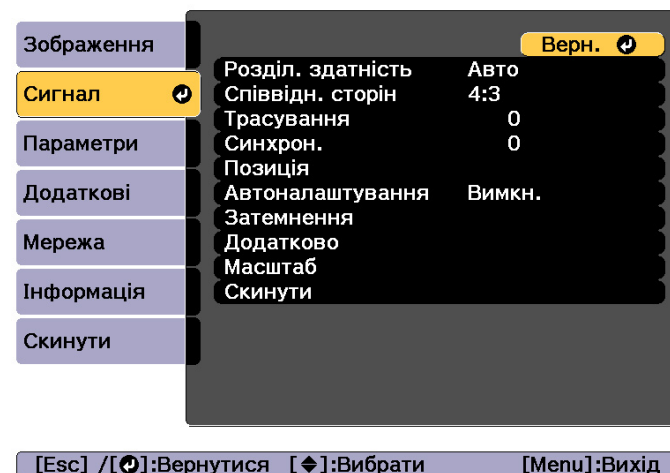 Зображення
Сигнал
Параметри
Додаткові
Мережа
Інформація
Скинути
Верн.
Розділ. здатність Авто
Співвідн. сторін 4:3
Трасування 0
Синхрон. 0
Позиція
Автоналаштування Вимкн.
Затемнення
Додатково
Масштаб
Скинути
[Esc] /[ ]:Вернутися [ ]:Вибрати [Menu]:Вихід